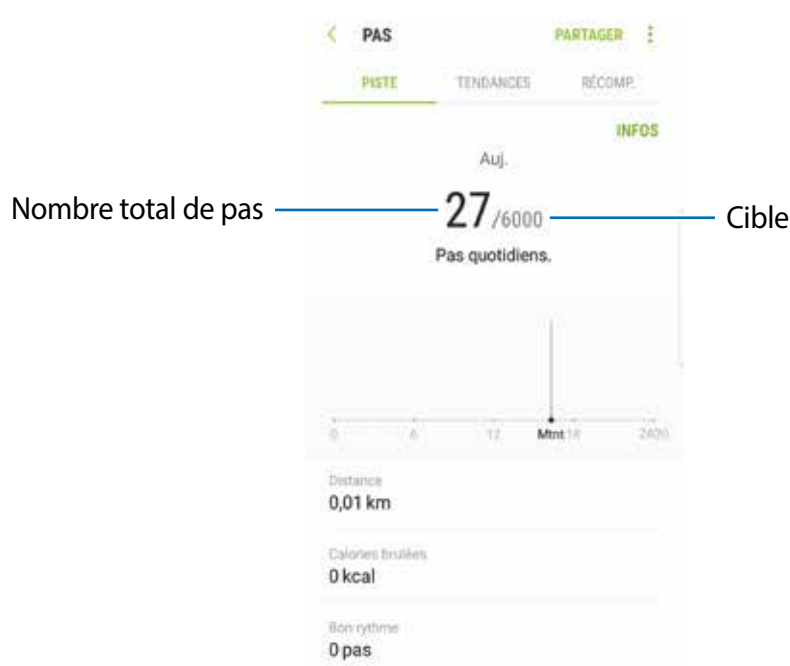 < PAS PARTAGER
PISTE TENDANCES RÉCOMP.
INFOS
Auj.
Nombre total de pas 27/6000 Cible
Pas quotidiens.
0 6 12 Mtnt 18
Distance
0,01 km
Calories brulées
0 kcal
Bon rythme
0 pas